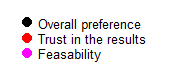 Overall preference
Trust in the results
Feasability